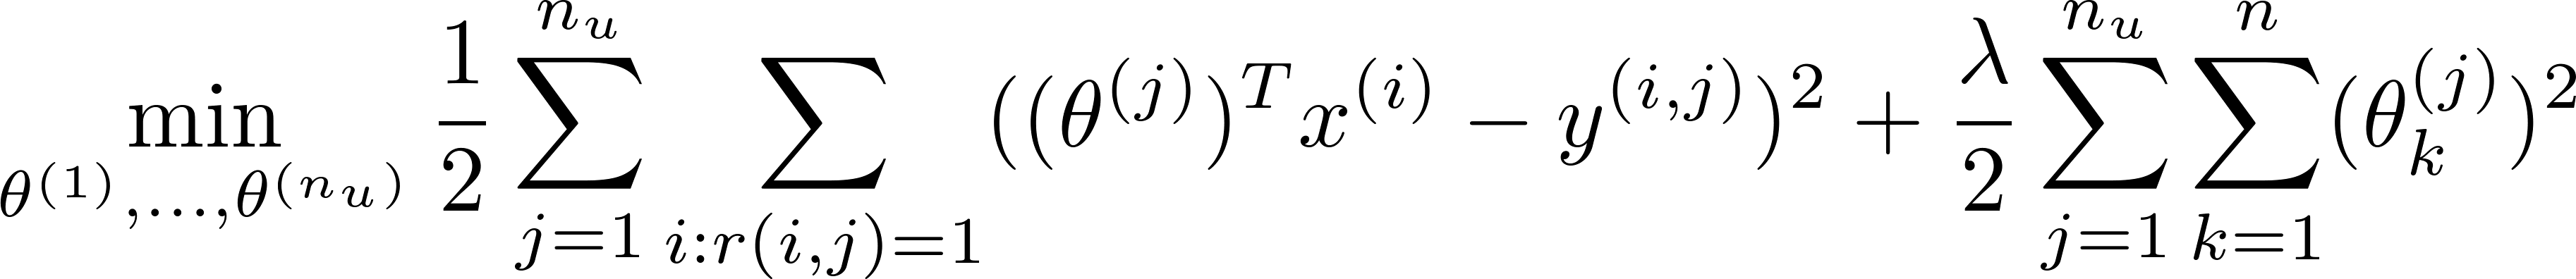 \min_{\theta^{(1)},\ldots,\theta^{(n_u)}} \frac{1}{2} \sum_{j=1}^{n_u} \sum_{i:r(i,j)=1} ((\theta^{(j)})^T x^{(i)} - y^{(i,j)})^2 + \frac{\lambda}{2} \sum_{j=1}^{n_u} \sum_{k=1}^{n} (\theta_k^{(j)})^2